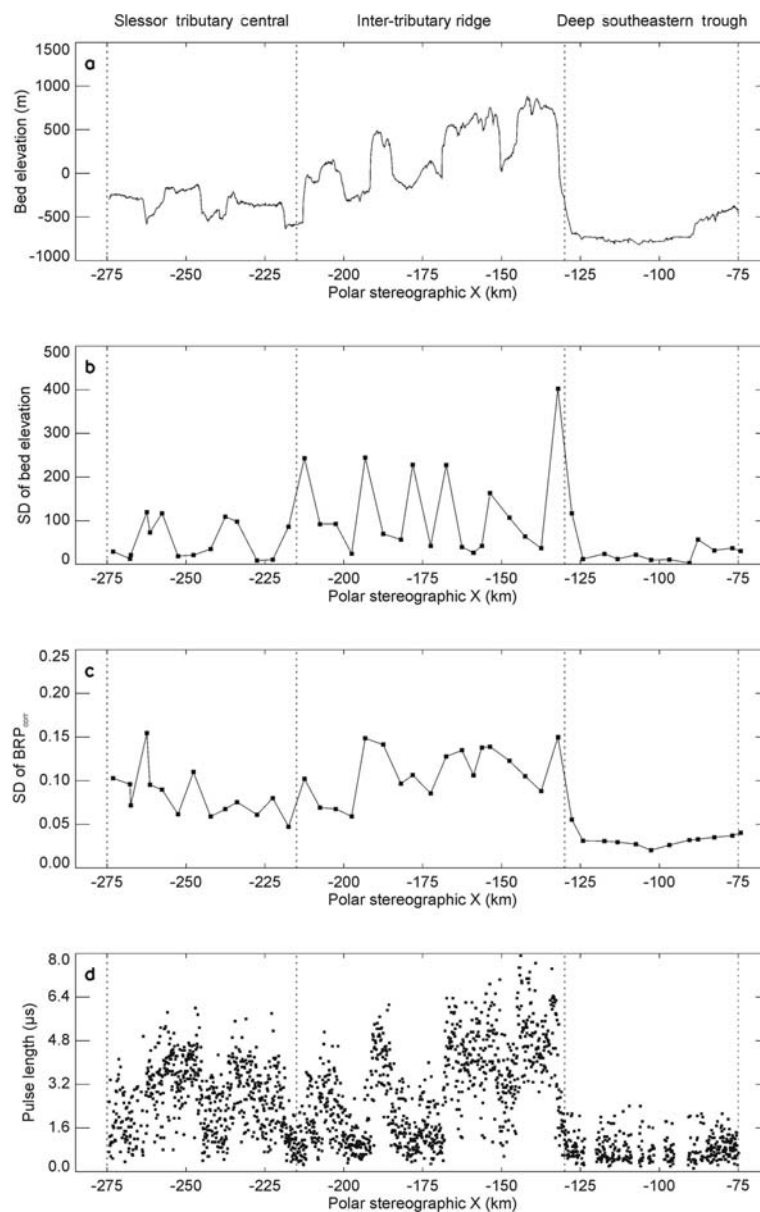 Slessor tributary central Inter-tributary ridge Deep southeastern trough
a
1500
1000
500
0
-500
-1000
Bed elevation (m)
-275 -250 -225 -200 -175 -150 -125 -100 -75
Polar stereographic X (km)
b
500
400
300
200
100
0
SD of bed elevation
-275 -250 -225 -200 -175 -150 -125 -100 -75
Polar stereographic X (km)
c
0.25
0.20
0.15
0.10
0.05
0.00
SD of BRPcorr
-275 -250 -225 -200 -175 -150 -125 -100 -74
Polar stereographic X (km)
d
8.0
6.4
4.8
3.2
1.6
0.0
Pulse length (µs)
-275 -250 -225 -200 -175 -150 -125 -100 -75
Polar stereographic X (km)